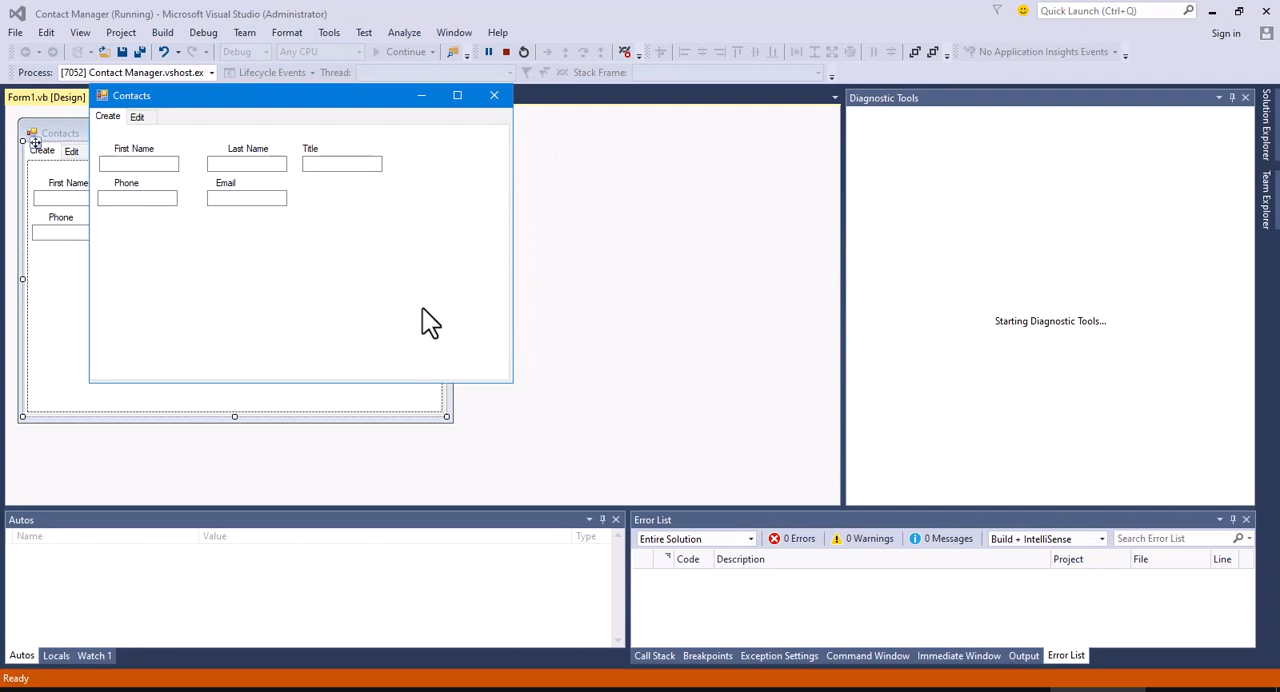 Contact Manager (Running) - Microsoft Visual Studio (Administrator)
Quick Launch (Ctrl+Q)
File Edit View Project Build Debug Team Format Tools Test Analyze Window Help
Sign in
Debug Any CPU Continue No Application Insights Events
Process: [7052] Contact Manager.vshost.ex Lifecycle Events Thread: Stack Frame:
Form1.vb [Design]
Contacts
Create Edit
First Name Last Name Title
Phone Email
Contacts
Create Edit
First Name
Phone
Diagnostic Tools
Starting Diagnostic Tools...
Solution Explorer
Team Explorer
Autos
Name Value Type
Autos Locals Watch 1
Error List
Entire Solution 0 Errors 0 Warnings 0 Messages Build + IntelliSense Search Error List
Code Description Project File Line
Call Stack Breakpoints Exception Settings Command Window Immediate Window Output Error List
Ready